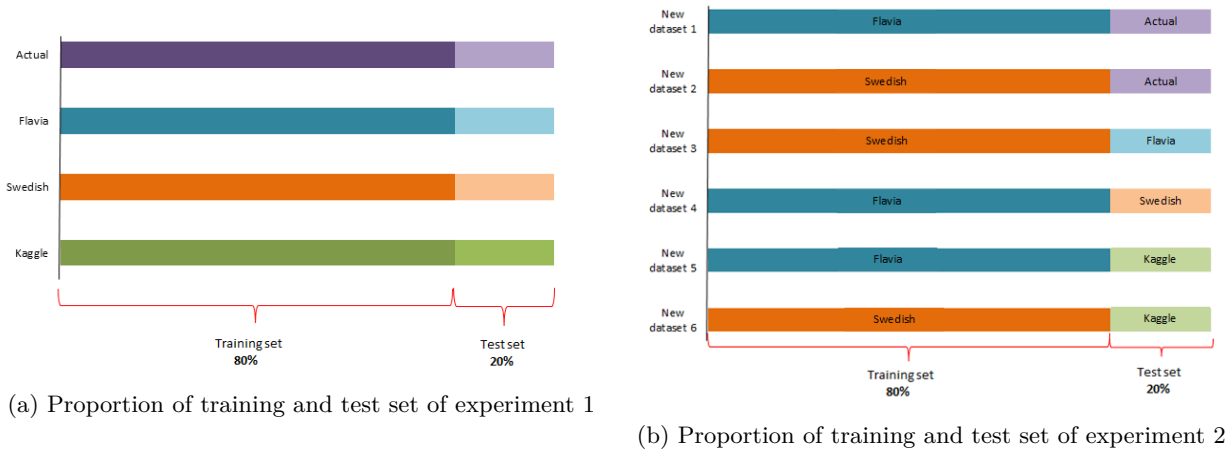 Actual
Flavia
Swedish
Kaggle
Training set
80%
Test set
20%
(a) Proportion of training and test set of experiment 1
New
dataset 1
Flavia
Actual
New
dataset 2
Swedish
Actual
New
dataset 3
Swedish
Flavia
New
dataset 4
Flavia
Swedish
New
dataset 5
Flavia
Kaggle
New
dataset 6
Swedish
Kaggle
Training set
80%
Test set
20%
(b) Proportion of training and test set of experiment 2